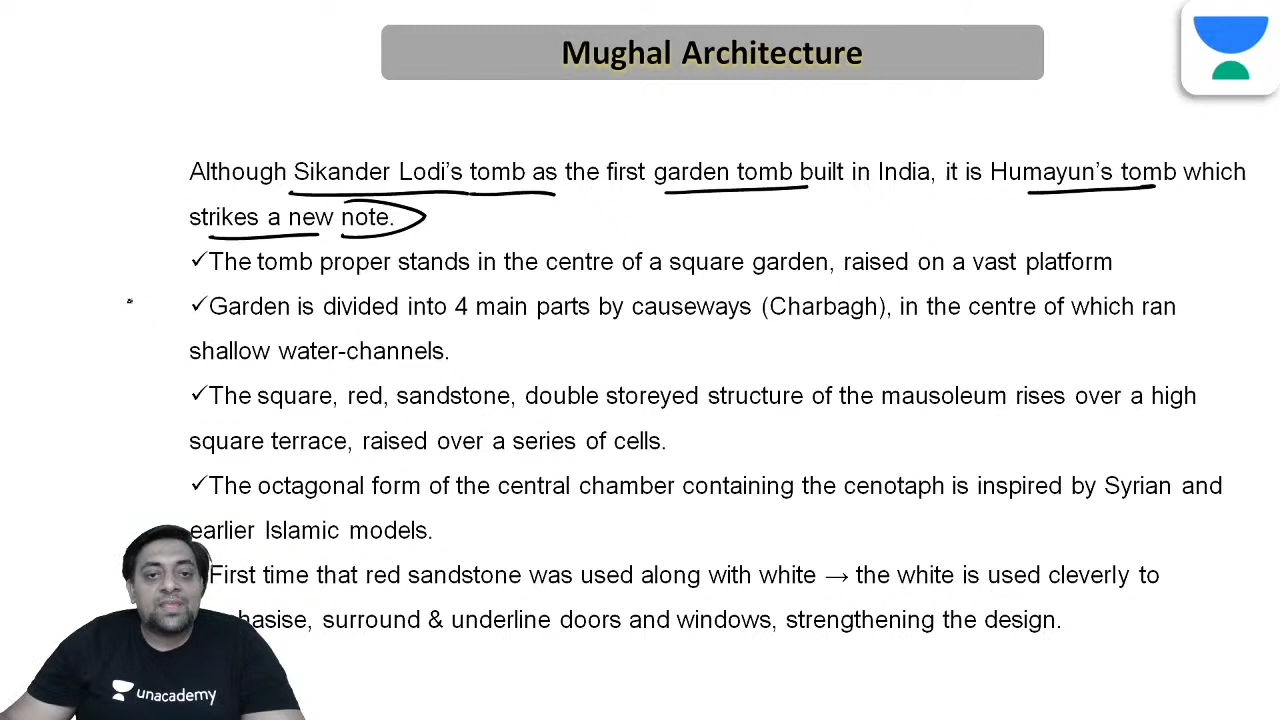 Mughal Architecture
Although Sikander Lodi's tomb as the first garden tomb built in India, it is Humayun's tomb which
strikes a new note.
✓The tomb proper stands in the centre of a square garden, raised on a vast platform
✓Garden is divided into 4 main parts by causeways (Charbagh), in the centre of which ran
shallow water-channels.
✓The square, red, sandstone, double storeyed structure of the mausoleum rises over a high
square terrace, raised over a series of cells.
✓The octagonal form of the central chamber containing the cenotaph is inspired by Syrian and
earlier Islamic models.
First time that red sandstone was used along with white → the white is used cleverly to
hasise, surround & underline doors and windows, strengthening the design.
unacademy